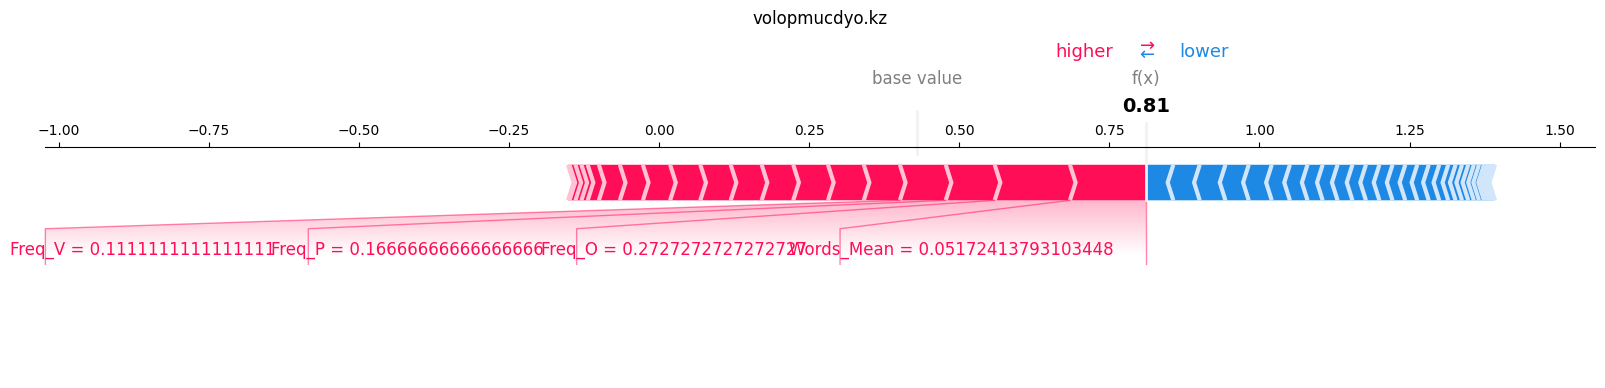 volopmucdyo.kz
higher ⇄ lower
base value f(x)
0.81
−1.00 −0.75 −0.50 −0.25 0.00 0.25 0.50 0.75 1.00 1.25 1.50
Freq_V = 0.1111111111111111 Freq_P = 0.16666666666666666 Freq_O = 0.2727272727272727 Words_Mean = 0.05172413793103448